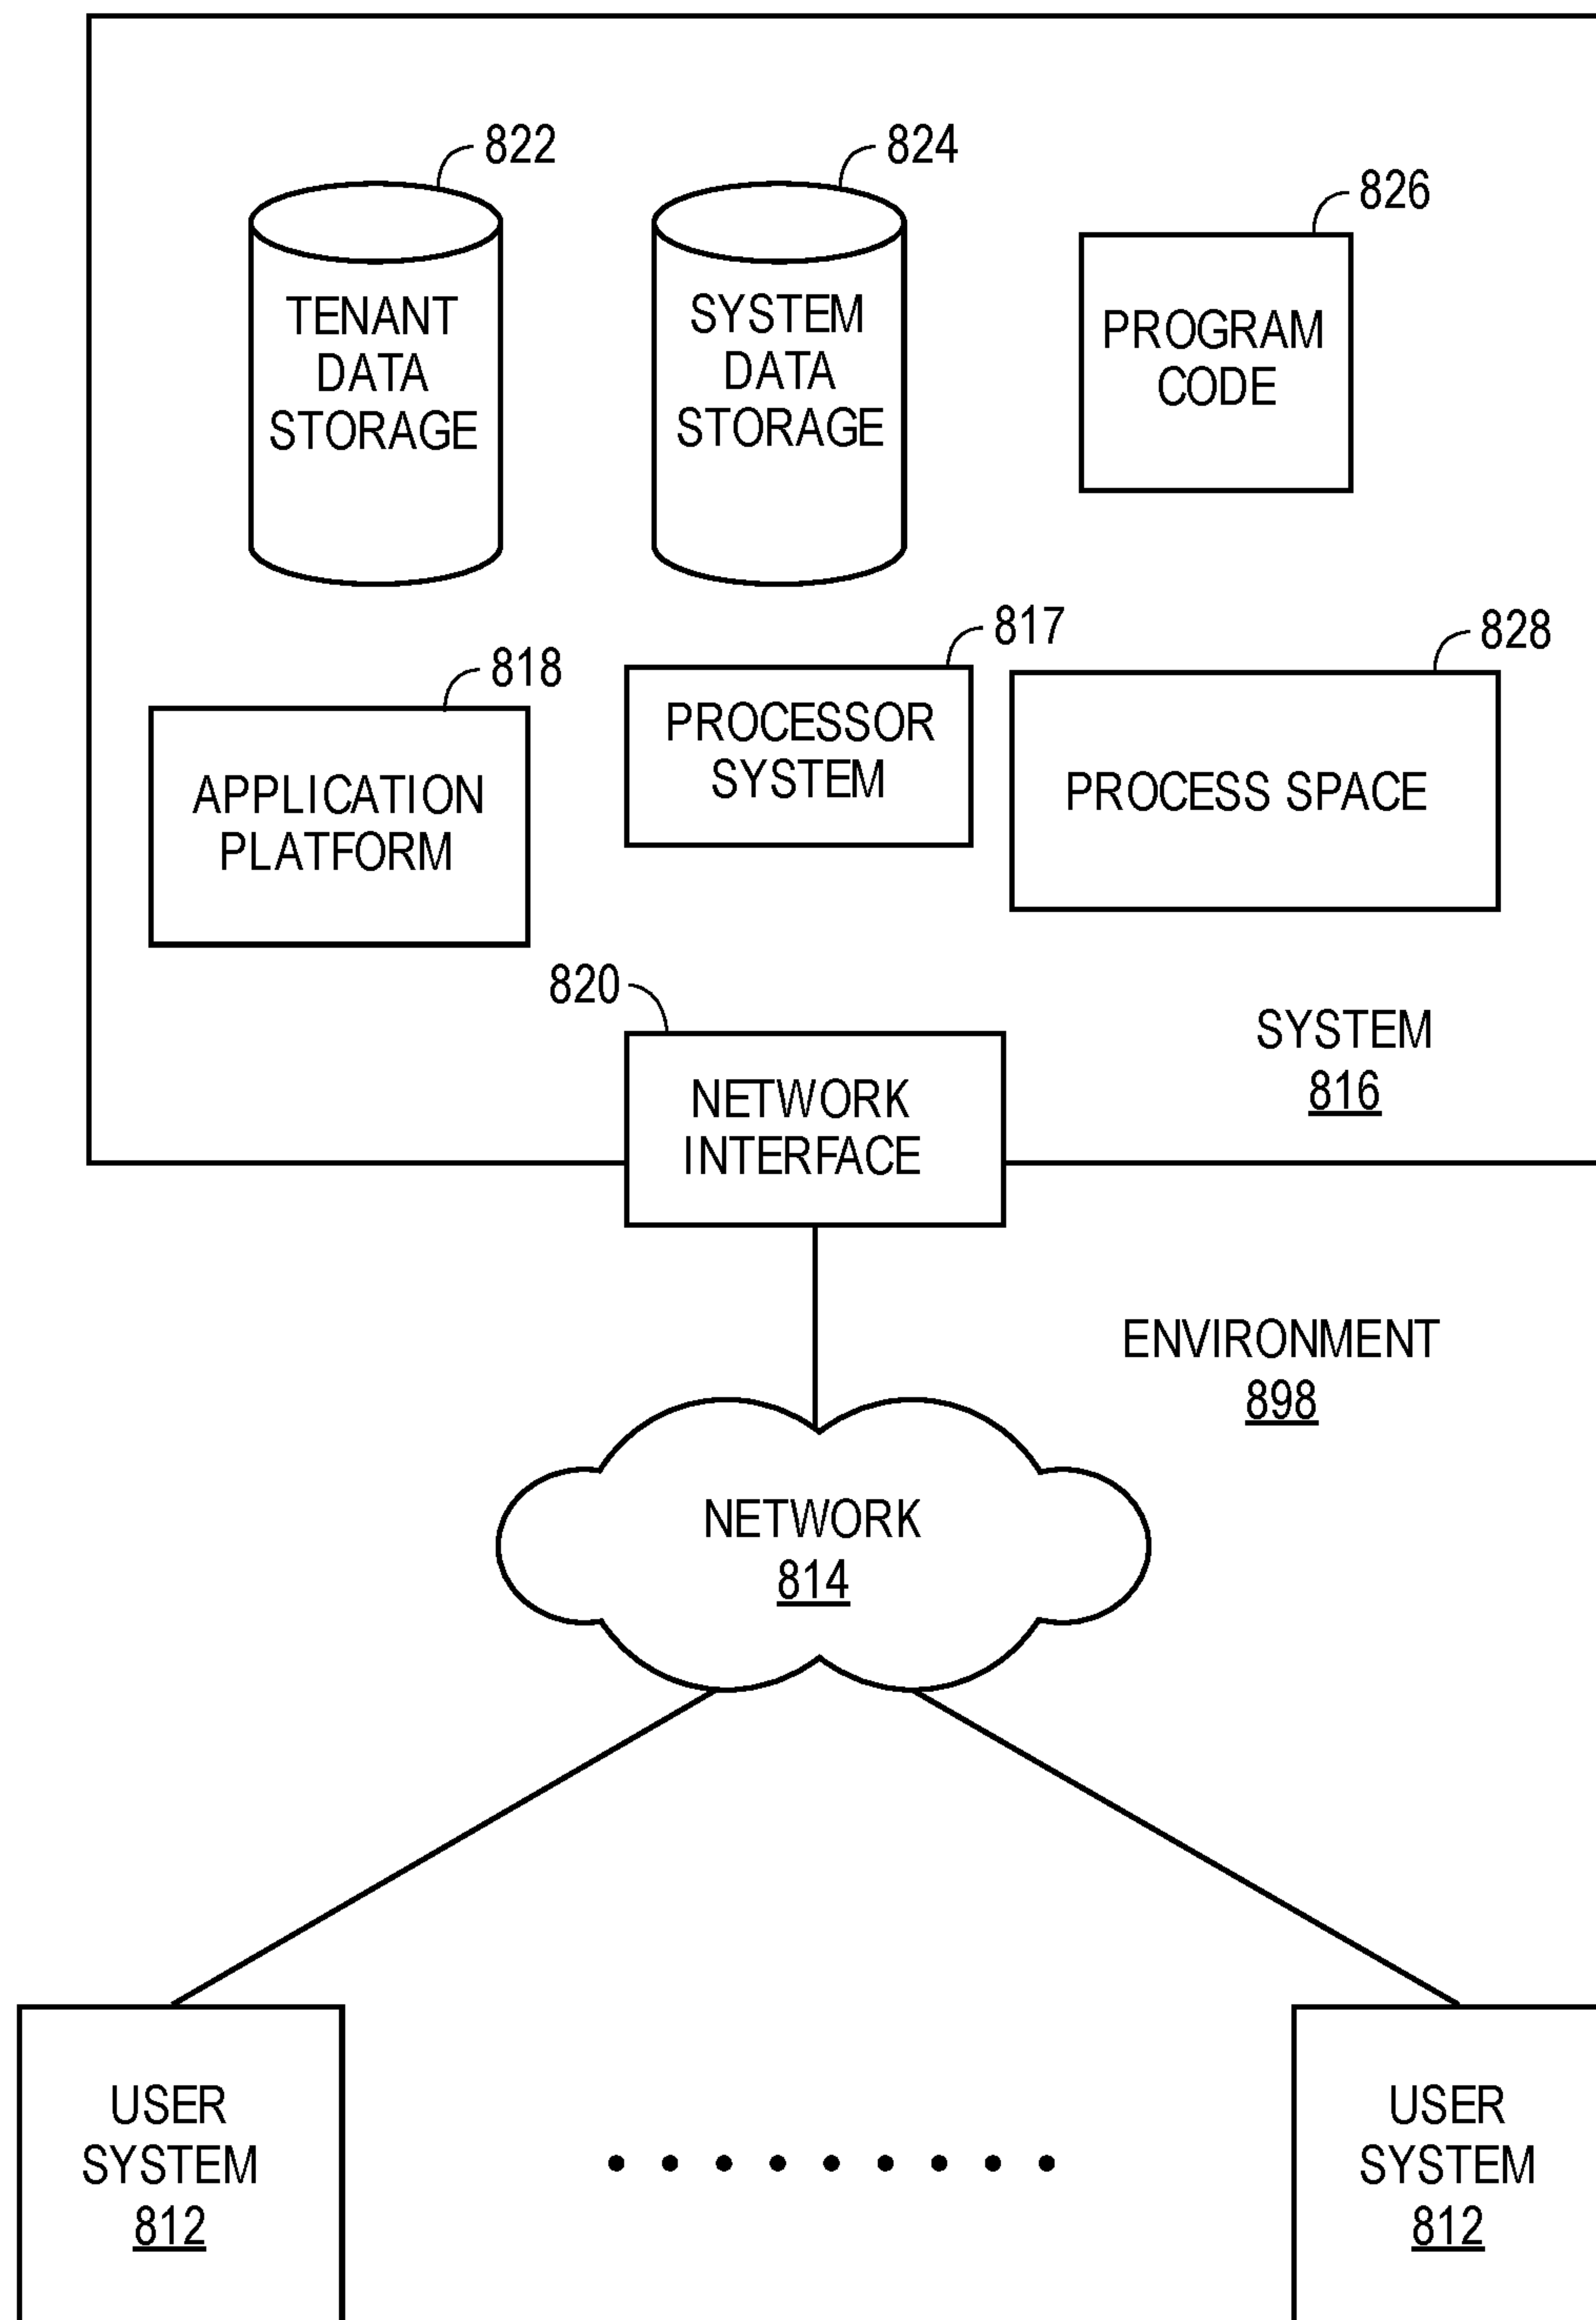 822
824
826
TENANT
DATA
STORAGE
SYSTEM
DATA
STORAGE
PROGRAM
CODE
818
817
828
APPLICATION
PLATFORM
PROCESSOR
SYSTEM
PROCESS SPACE
820
NETWORK
INTERFACE
SYSTEM
816
ENVIRONMENT
898
NETWORK
814
USER
SYSTEM
812
USER
SYSTEM
812